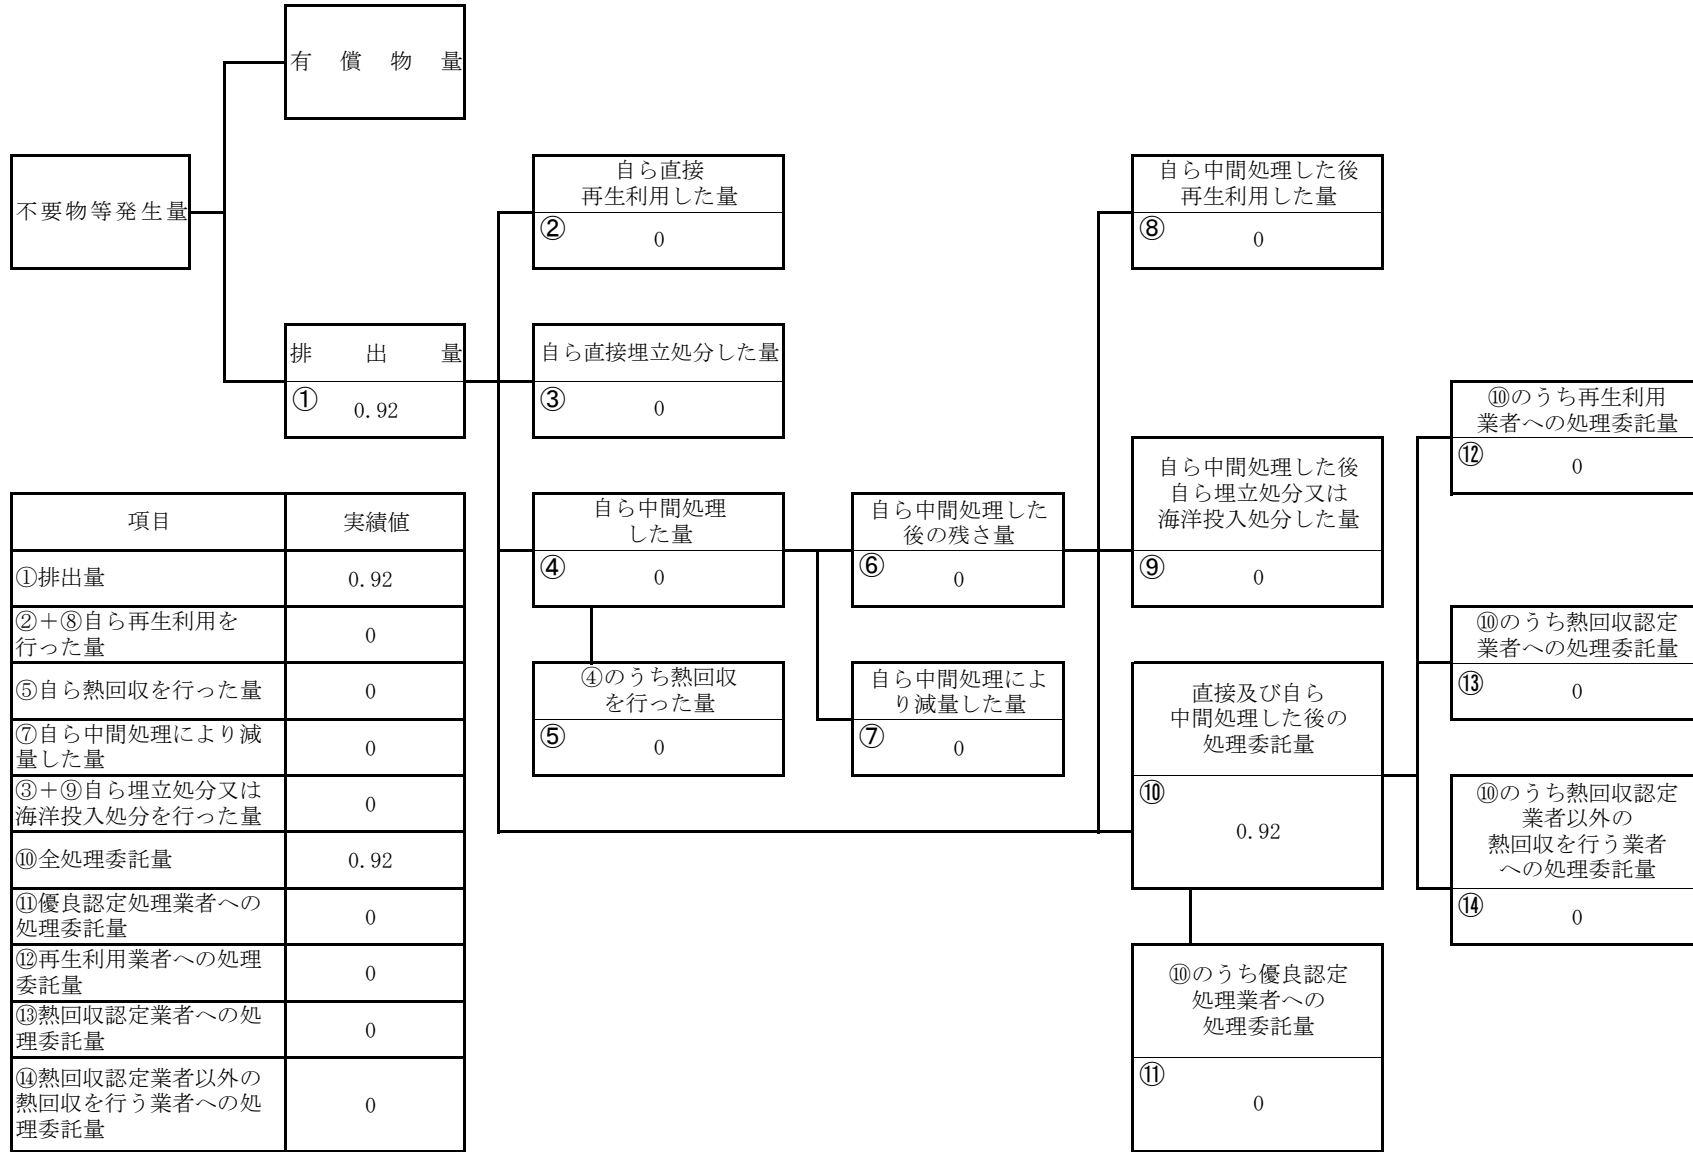 有償物量
不要物等発生量
排出量
① 0.92
自ら直接
再生利用した量
② 0
自ら直接埋立処分した量
③ 0
自ら中間処理
した量
④ 0
④のうち熱回収
を行った量
⑤ 0
自ら中間処理した
後の残さ量
⑥ 0
自ら中間処理によ
り減量した量
⑦ 0
自ら中間処理した後
再生利用した量
⑧ 0
自ら中間処理した後
自ら埋立処分又は
海洋投入処分した量
⑨ 0
直接及び自ら
中間処理した後の
処理委託量
⑩
0.92
⑩のうち優良認定
処理業者への
処理委託量
⑪
0
⑩のうち再生利用
業者への処理委託量
⑫ 0
⑩のうち熱回収認定
業者への処理委託量
⑬ 0
⑩のうち熱回収認定
業者以外の
熱回収を行う業者
への処理委託量
⑭ 0
項目 実績値
①排出量 0.92
②＋⑧自ら再生利用を
行った量 0
⑤自ら熱回収を行った量 0
⑦自ら中間処理により減
量した量 0
③＋⑨自ら埋立処分又は
海洋投入処分を行った量 0
⑩全処理委託量 0.92
⑪優良認定処理業者への
処理委託量 0
⑫再生利用業者への処理
委託量 0
⑬熱回収認定業者への処
理委託量 0
⑭熱回収認定業者以外の
熱回収を行う業者への処
理委託量 0